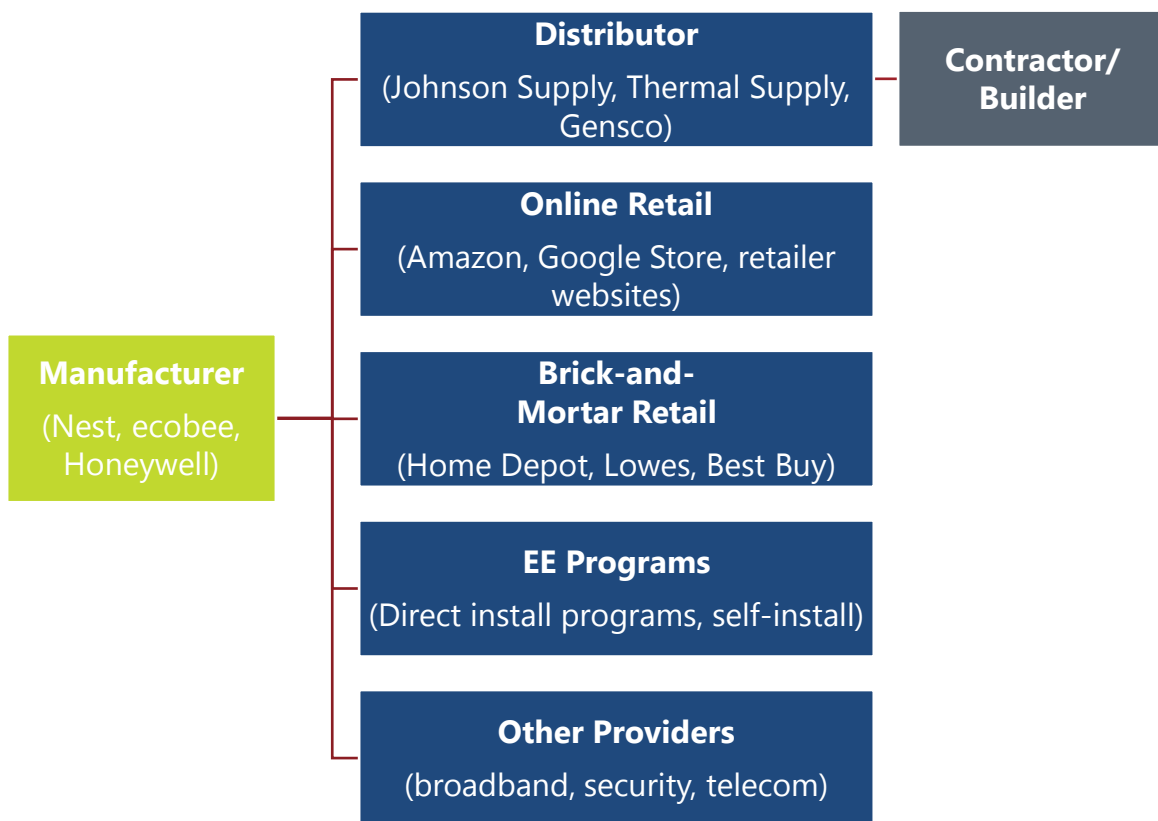 Distributor
(Johnson Supply, Thermal Supply,
Gensco)
Contractor/
Builder
Online Retail
(Amazon, Google Store, retailer
websites)
Manufacturer
(Nest, ecobee,
Honeywell)
Brick-and-
Mortar Retail
(Home Depot, Lowes, Best Buy)
EE Programs
(Direct install programs, self-install)
Other Providers
(broadband, security, telecom)